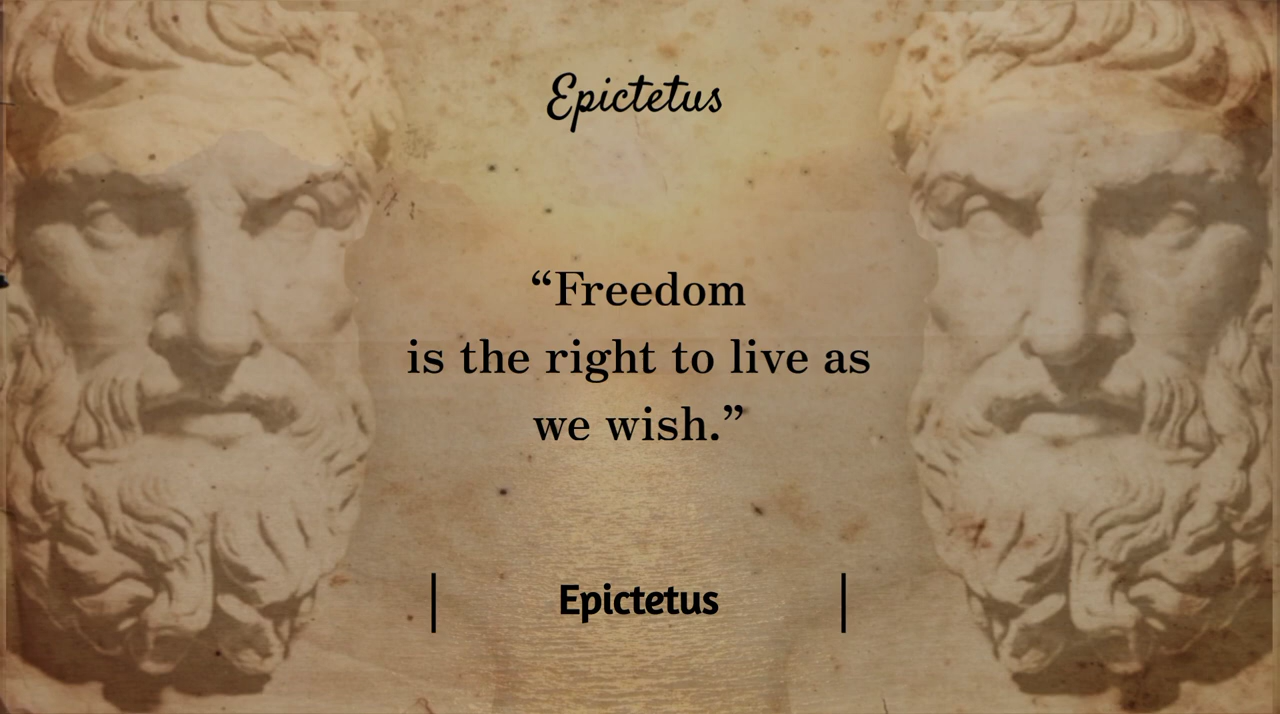 Epictetus
“Freedom
is the right to live as
we wish.”
| Epictetus |